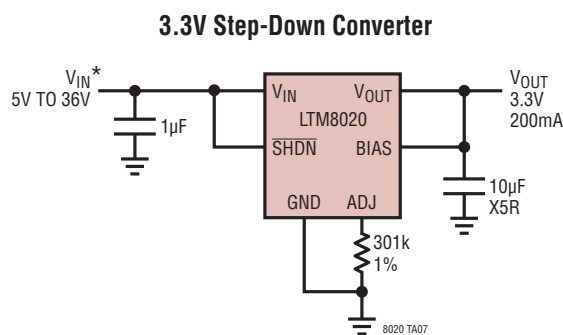 3.3V Step-Down Converter
VIN*
5V TO 36V
1µF
VIN
VOUT
LTM8020
SHDN
BIAS
GND
ADJ
VOUT
3.3V
200mA
10µF
X5R
301k
1%
8020 TA07